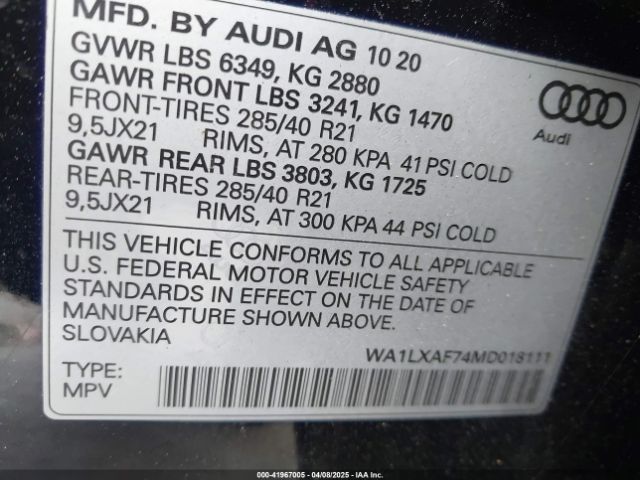 MFD. BY AUDI AG 10 20
GVWR LBS 6349, KG 2880
GAWR FRONT LBS 3241, KG 1470
FRONT-TIRES 285/40 R21
9,5JX21 RIMS, AT 280 KPA 41 PSI COLD
GAWR REAR LBS 3803, KG 1725
REAR-TIRES 285/40 R21
9,5JX21 RIMS, AT 300 KPA 44 PSI COLD
Audi
THIS VEHICLE CONFORMS TO ALL APPLICABLE
U.S. FEDERAL MOTOR VEHICLE SAFETY
STANDARDS IN EFFECT ON THE DATE OF
MANUFACTURE SHOWN ABOVE.
SLOVAKIA
WA1LXAF74MD018111
TYPE:
MPV
000-41967005 - 04/08/2025 - IAA Inc.